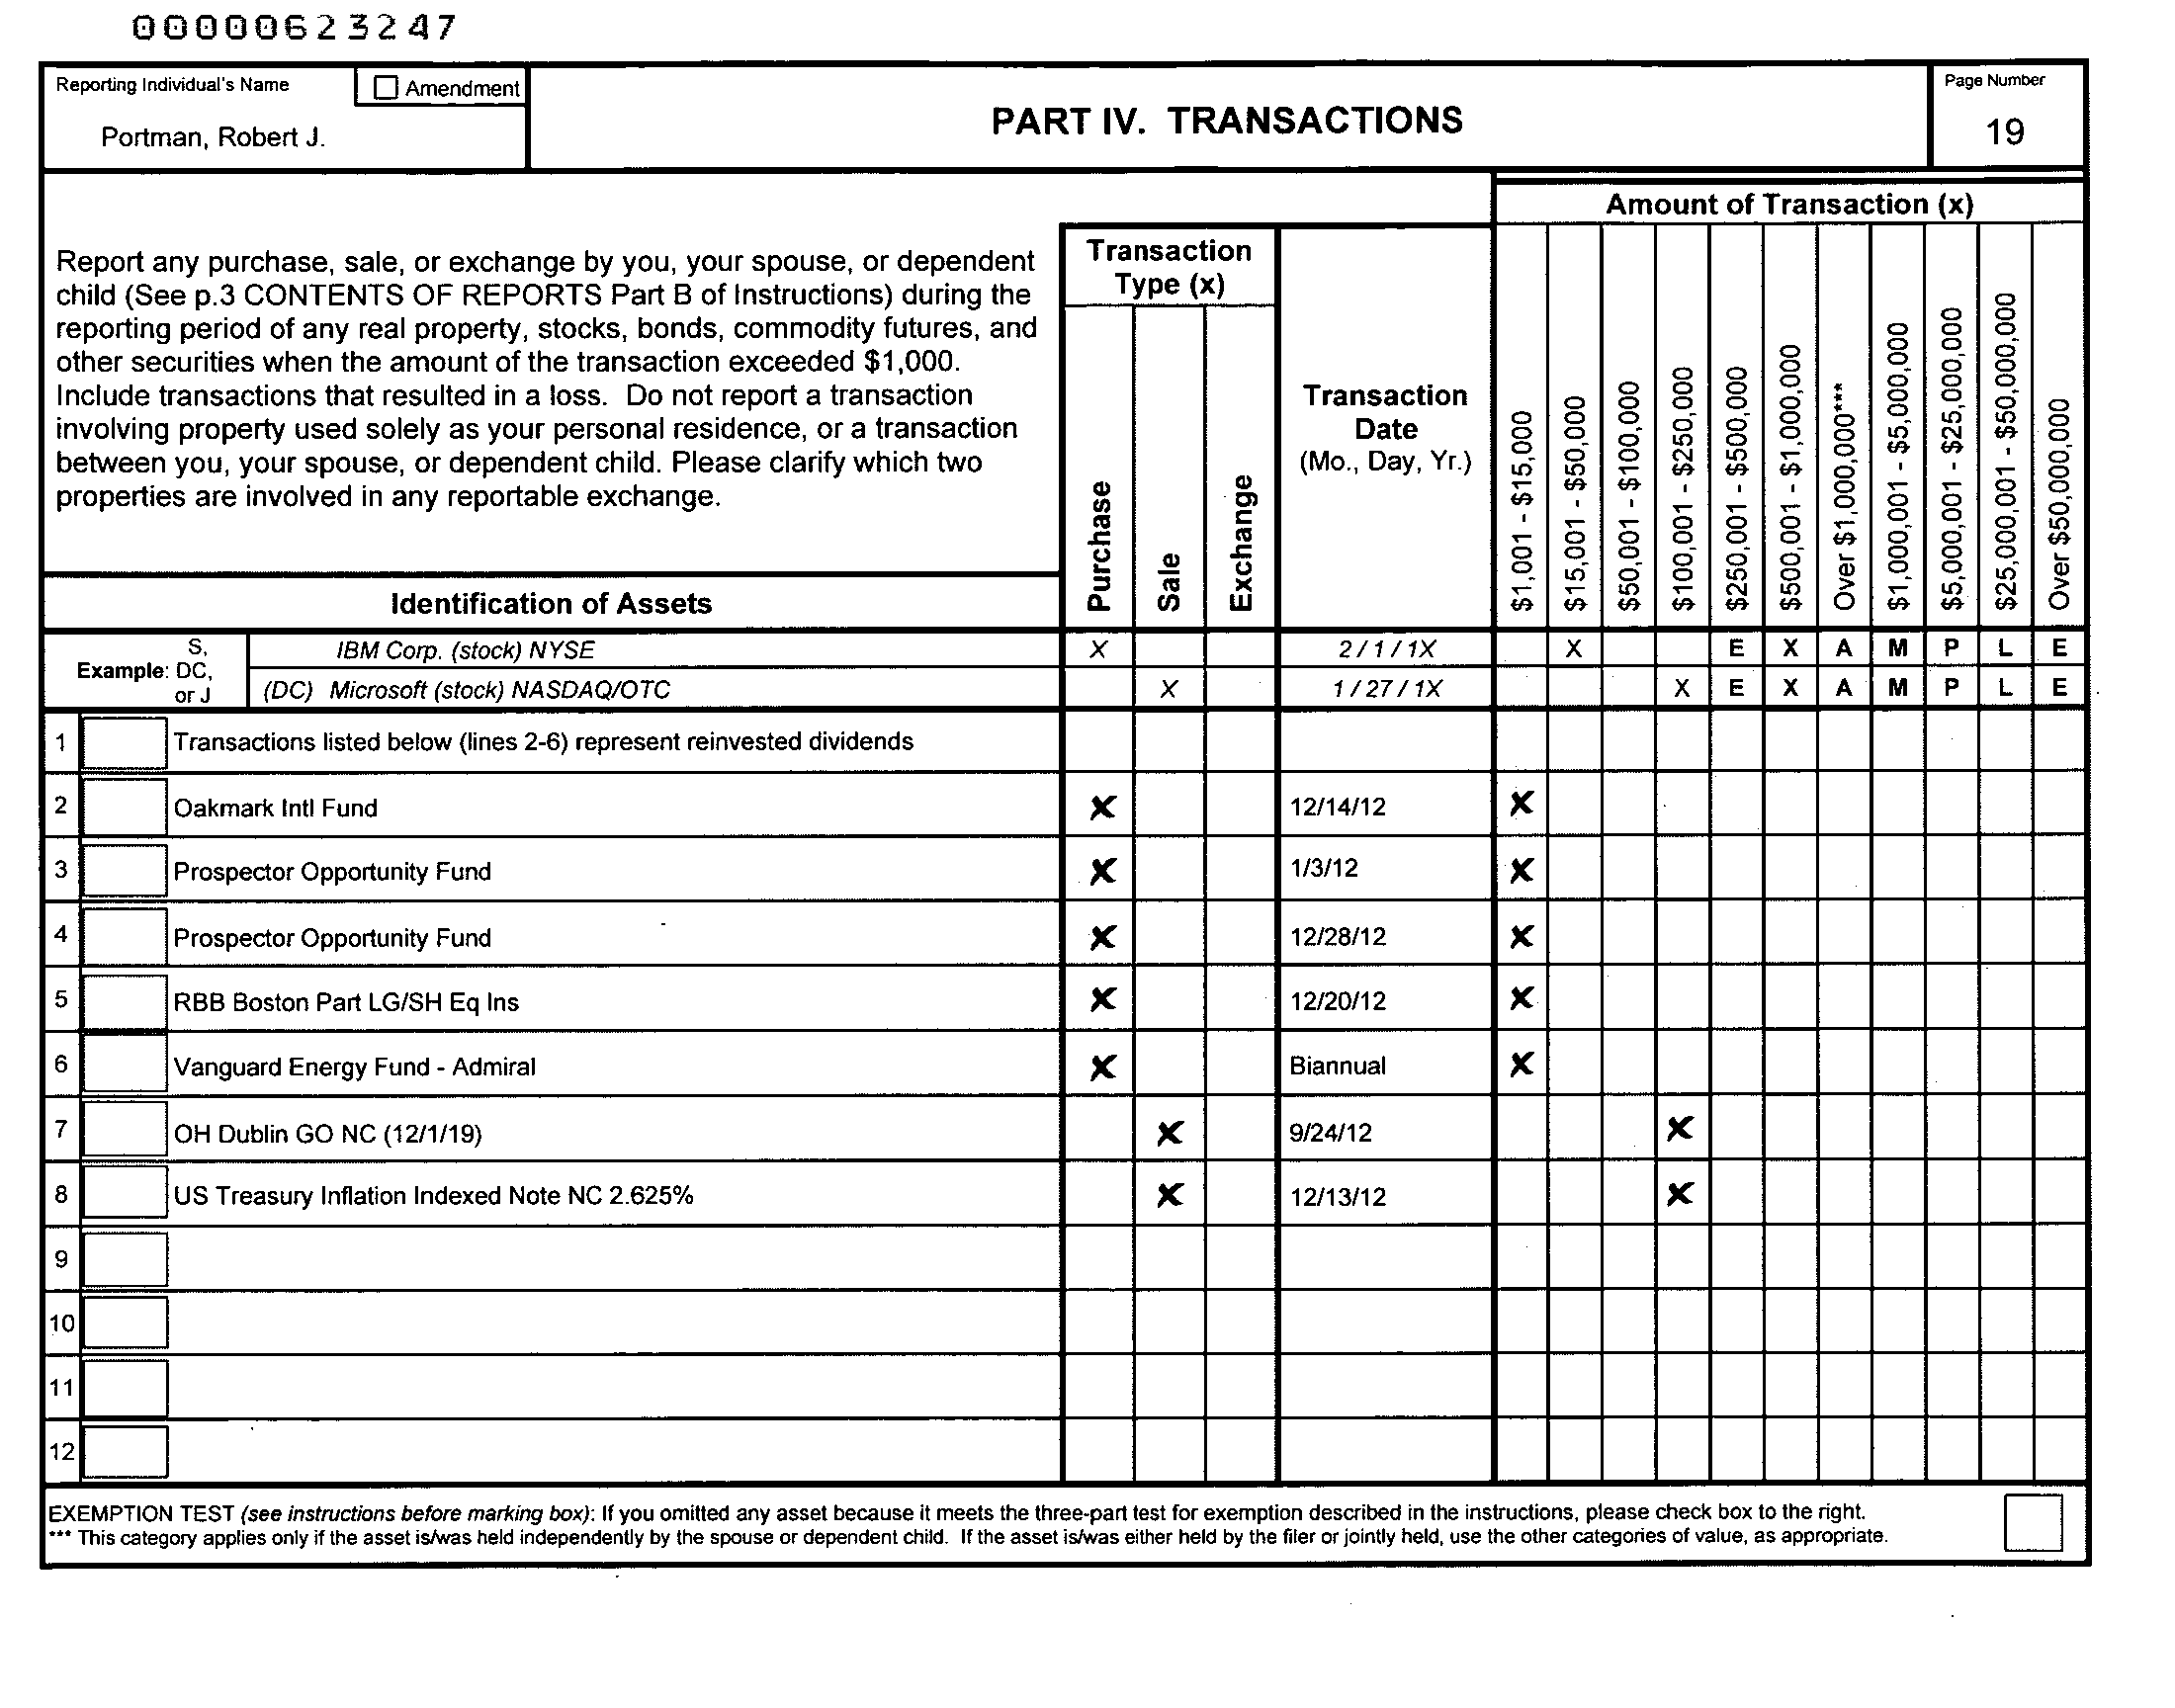 00000623247
Reporting Individual's Name
☐ Amendment
Portman, Robert J.
PART IV. TRANSACTIONS
Page Number
19
Report any purchase, sale, or exchange by you, your spouse, or dependent
child (See p.3 CONTENTS OF REPORTS Part B of Instructions) during the
reporting period of any real property, stocks, bonds, commodity futures, and
other securities when the amount of the transaction exceeded $1,000.
Include transactions that resulted in a loss. Do not report a transaction
involving property used solely as your personal residence, or a transaction
between you, your spouse, or dependent child. Please clarify which two
properties are involved in any reportable exchange.
Identification of Assets
Transaction
Type (x)
Purchase
Sale
Exchange
Transaction
Date
(Mo., Day, Yr.)
Amount of Transaction (x)
$1,001 - $15,000
$15,001 - $50,000
$50,001 - $100,000
$100,001 - $250,000
$250,001 - $500,000
$500,001 - $1,000,000
Over $1,000,000***
$1,000,001 - $5,000,000
$5,000,001 - $25,000,000
$25,000,001 - $50,000,000
Over $50,000,000
Example: S,
DC,
or J
IBM Corp. (stock) NYSE X 2 / 1 / 1X X E X A M P L E
(DC) Microsoft (stock) NASDAQ/OTC X 1 / 27 / 1X X E X A M P L E
1 Transactions listed below (lines 2-6) represent reinvested dividends
2 Oakmark Intl Fund X 12/14/12 X
3 Prospector Opportunity Fund X 1/3/12 X
4 Prospector Opportunity Fund X 12/28/12 X
5 RBB Boston Part LG/SH Eq Ins X 12/20/12 X
6 Vanguard Energy Fund - Admiral X Biannual X
7 OH Dublin GO NC (12/1/19) X 9/24/12 X
8 US Treasury Inflation Indexed Note NC 2.625% X 12/13/12 X
9
10
11
12
EXEMPTION TEST (see instructions before marking box): If you omitted any asset because it meets the three-part test for exemption described in the instructions, please check box to the right.
*** This category applies only if the asset is/was held independently by the spouse or dependent child. If the asset is/was either held by the filer or jointly held, use the other categories of value, as appropriate.